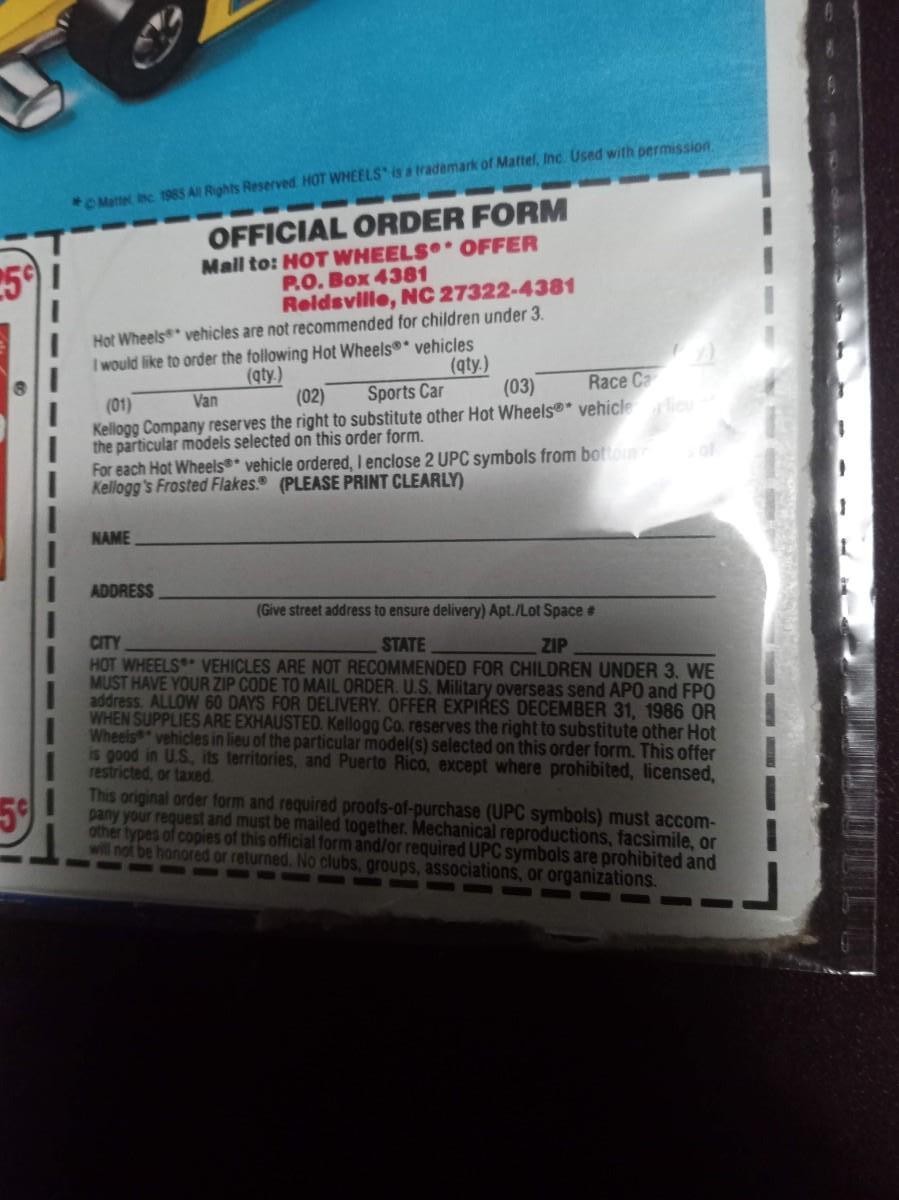 * © Mattel, Inc. 1985 All Rights Reserved. HOT WHEELS* is a trademark of Mattel, Inc. Used with permission.
OFFICIAL ORDER FORM
Mail to: HOT WHEELS®* OFFER
P.O. Box 4381
Reidsville, NC 27322-4381
Hot Wheels®* vehicles are not recommended for children under 3.
I would like to order the following Hot Wheels®* vehicles
(qty.) (qty.)
(01) Van (02) Sports Car (03) Race Ca
Kellogg Company reserves the right to substitute other Hot Wheels®* vehicle lieu
the particular models selected on this order form.
For each Hot Wheels®* vehicle ordered, I enclose 2 UPC symbols from bottom of
Kellogg's Frosted Flakes.® (PLEASE PRINT CLEARLY)
NAME
ADDRESS
(Give street address to ensure delivery) Apt./Lot Space #
CITY STATE ZIP
HOT WHEELS®* VEHICLES ARE NOT RECOMMENDED FOR CHILDREN UNDER 3. WE
MUST HAVE YOUR ZIP CODE TO MAIL ORDER. U.S. Military overseas send APO and FPO
address. ALLOW 60 DAYS FOR DELIVERY. OFFER EXPIRES DECEMBER 31, 1986 OR
WHEN SUPPLIES ARE EXHAUSTED. Kellogg Co. reserves the right to substitute other Hot
Wheels®* vehicles in lieu of the particular model(s) selected on this order form. This offer
is good in U.S., its territories, and Puerto Rico, except where prohibited, licensed,
restricted, or taxed.
This original order form and required proofs-of-purchase (UPC symbols) must accom-
pany your request and must be mailed together. Mechanical reproductions, facsimile, or
other types of copies of this official form and/or required UPC symbols are prohibited and
will not be honored or returned. No clubs, groups, associations, or organizations.
5¢
®
5¢